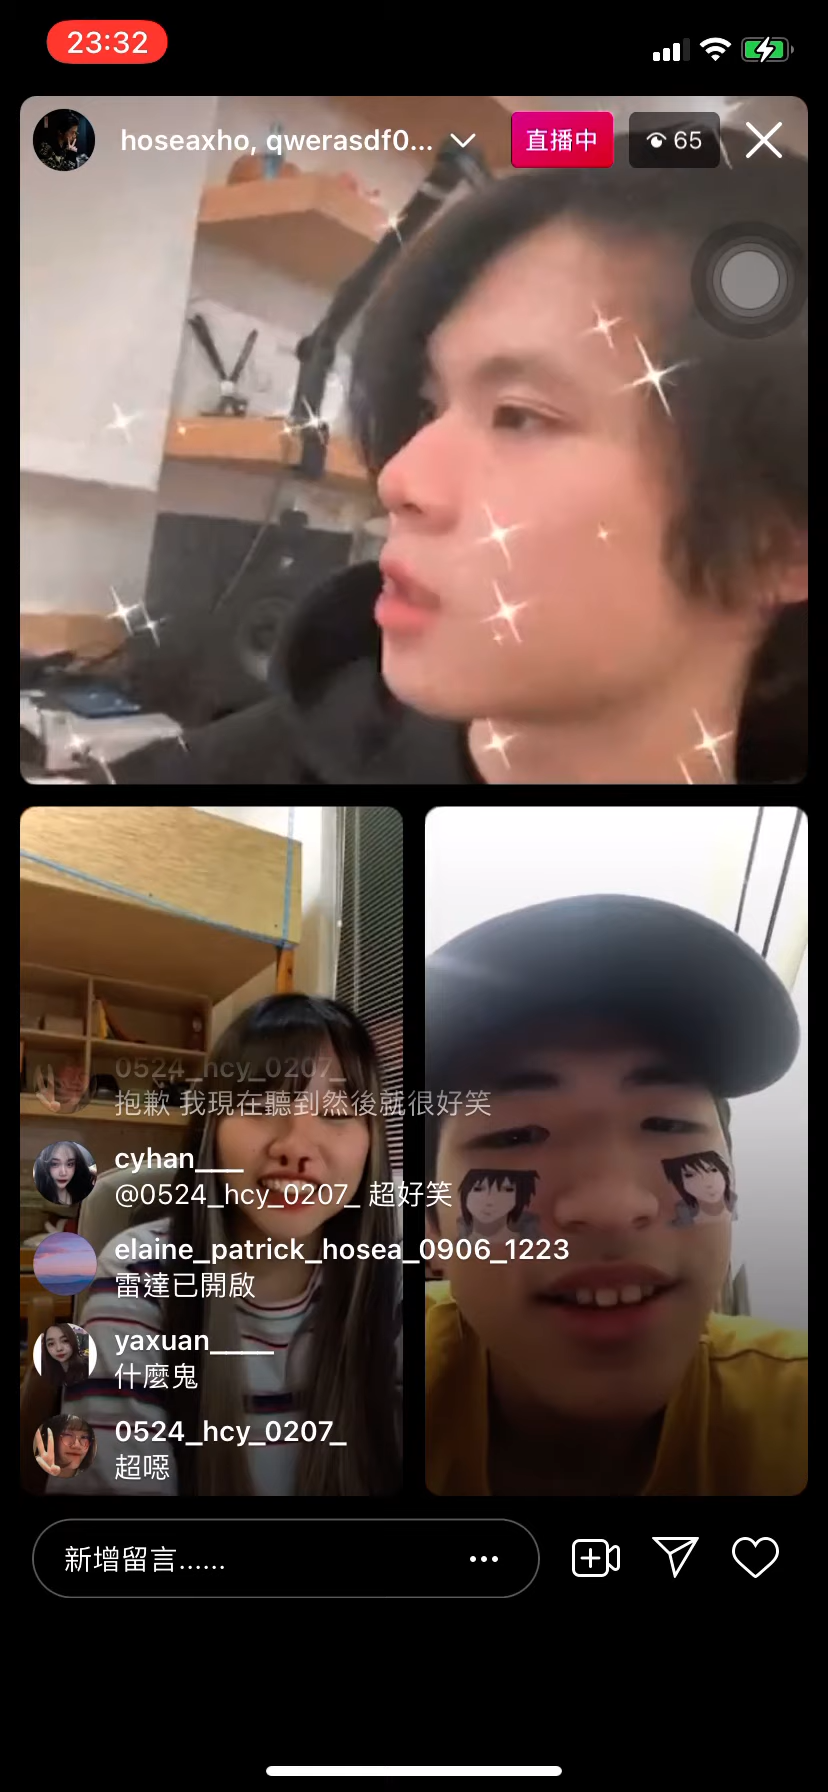 23:32
hoseaxho, qwerasdf0...
直播中
65
0524_hcy_0207_
抱歉 我現在聽到然後就很好笑
cyhan___
@0524_hcy_0207_ 超好笑
elaine_patrick_hosea_0906_1223
雷達已開啟
yaxuan____
什麼鬼
0524_hcy_0207_
超噁
新增留言......